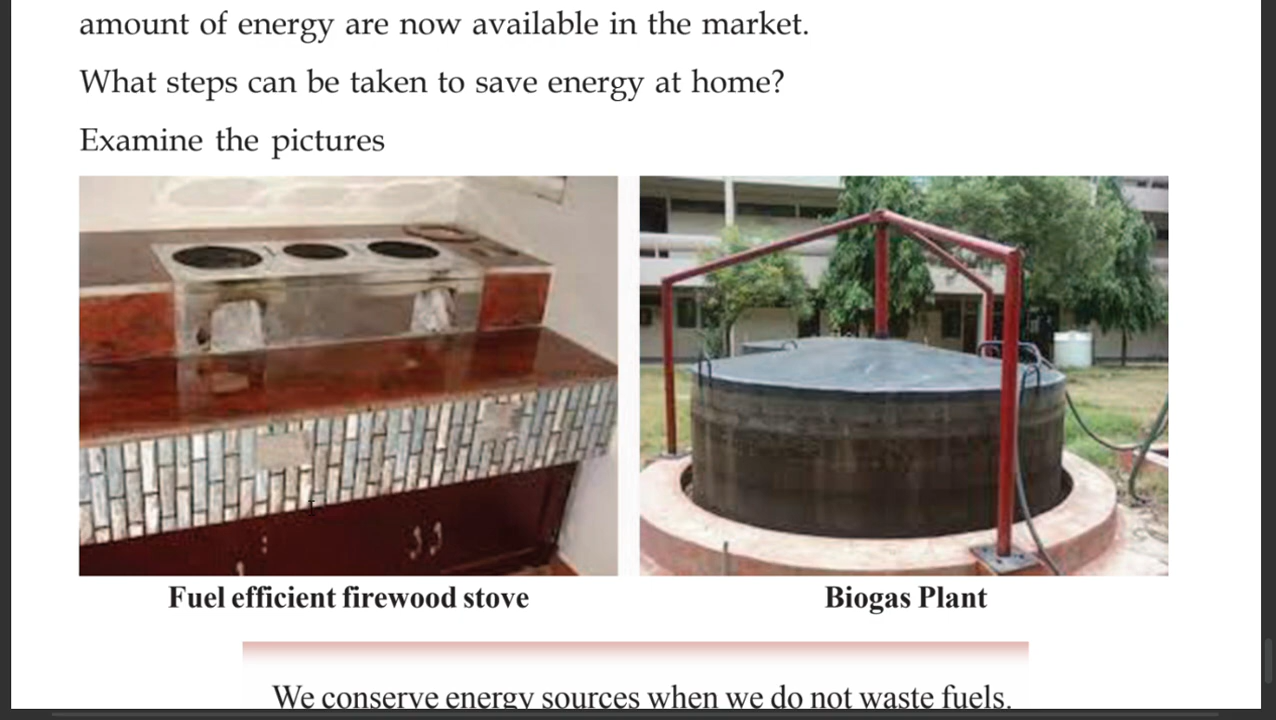 amount of energy are now available in the market.
What steps can be taken to save energy at home?
Examine the pictures
Fuel efficient firewood stove
Biogas Plant
We conserve energy sources when we do not waste fuels.